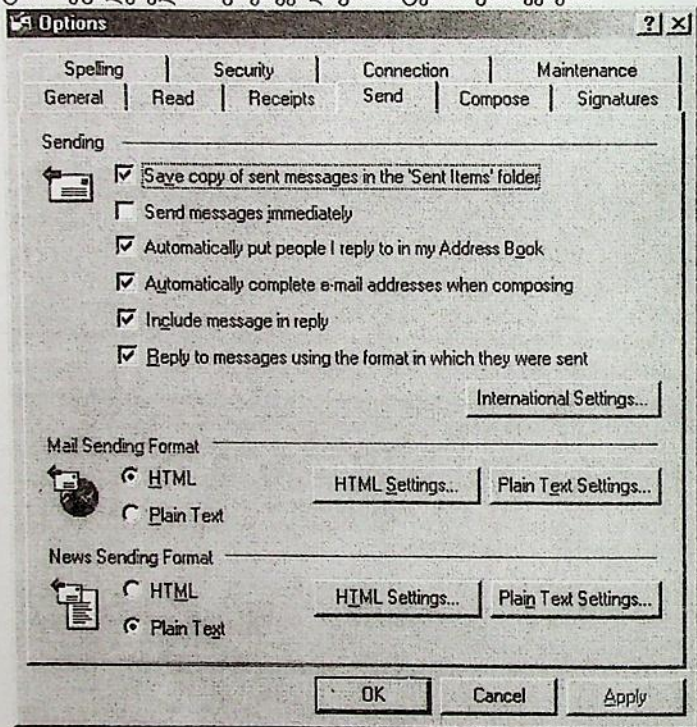 Options
Spelling Security Connection Maintenance
General Read Receipts Send Compose Signatures
Sending
Save copy of sent messages in the 'Sent Items' folder
Send messages immediately
Automatically put people I reply to in my Address Book
Automatically complete e-mail addresses when composing
Include message in reply
Reply to messages using the format in which they were sent
International Settings...
Mail Sending Format
HTML HTML Settings... Plain Text Settings...
Plain Text
News Sending Format
HTML HTML Settings... Plain Text Settings...
Plain Text
OK Cancel Apply